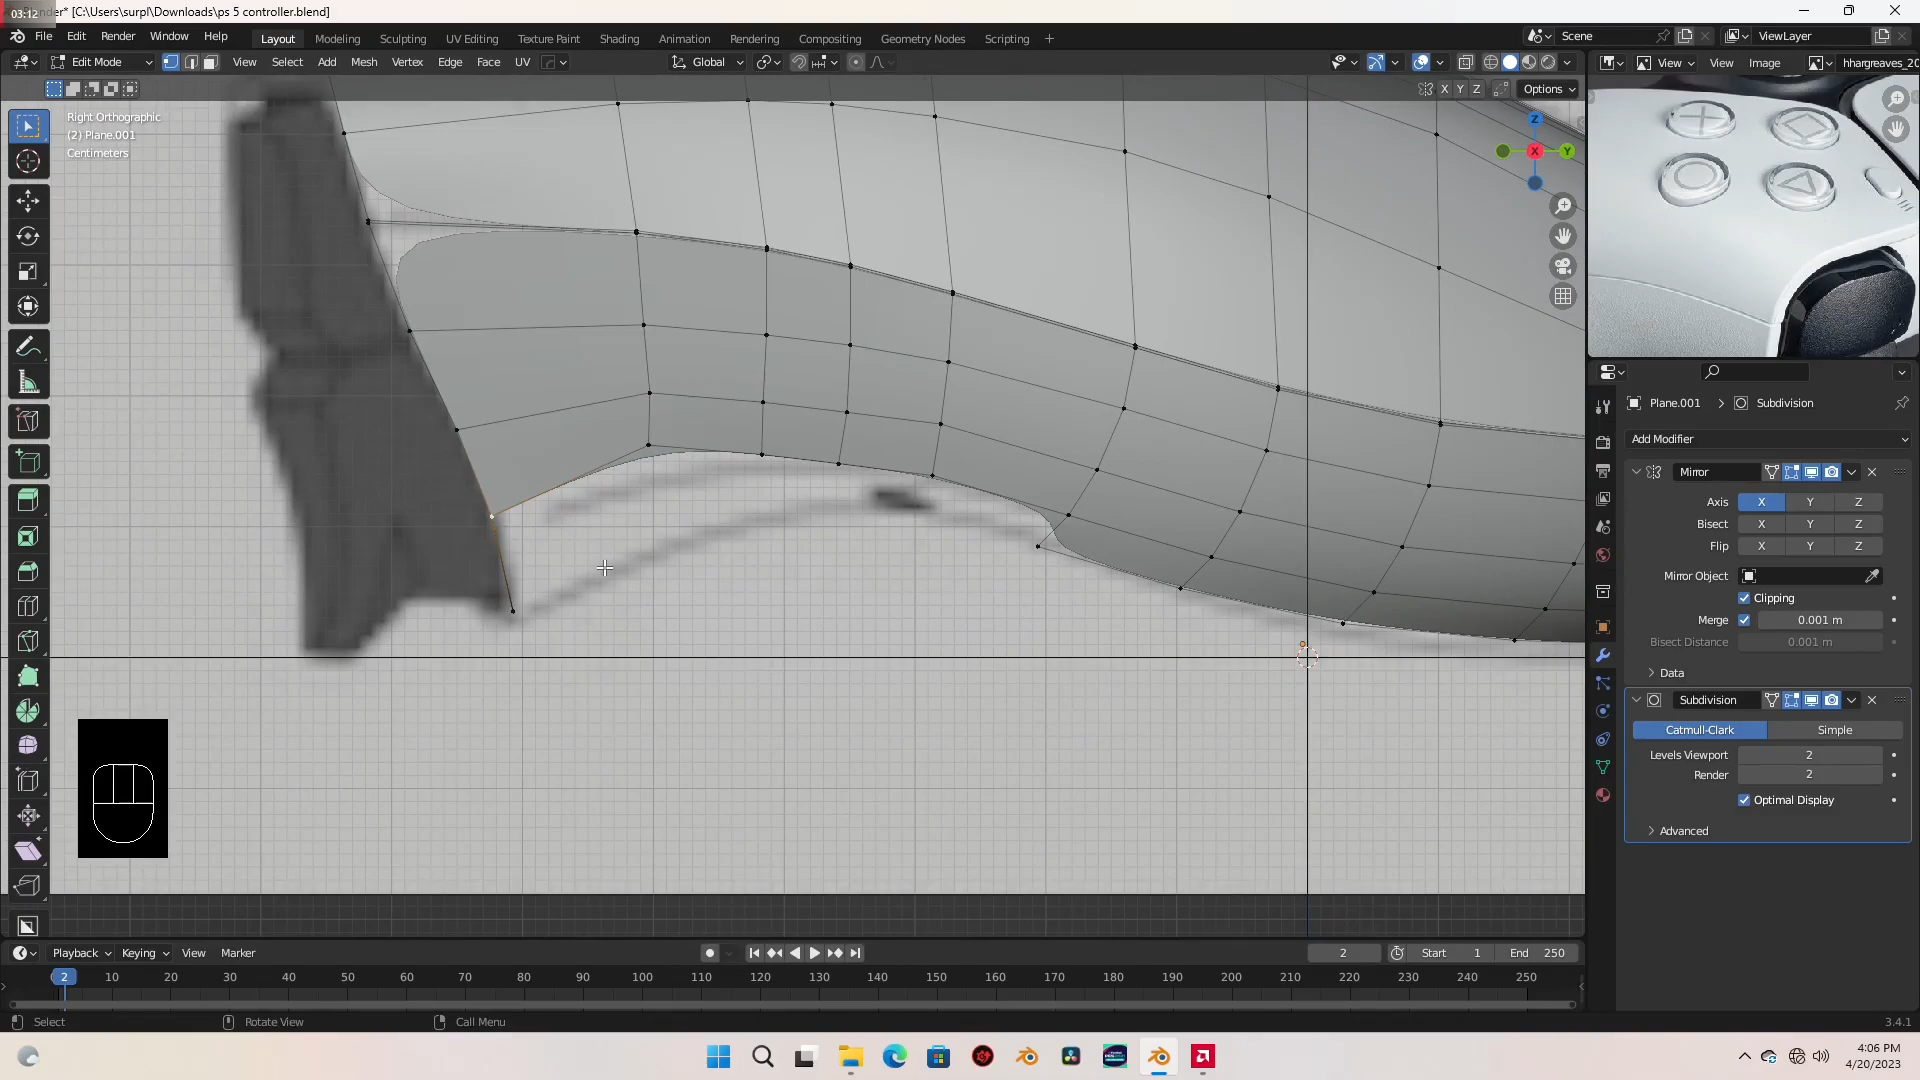 03:12
Blender* [C:\Users\surpl\Downloads\ps 5 controller.blend]
File Edit Render Window Help
Layout Modeling Sculpting UV Editing Texture Paint Shading Animation Rendering Compositing Geometry Nodes Scripting
Scene ViewLayer
Edit Mode View Select Add Mesh Vertex Edge Face UV Global
View View Image hhargreaves_20
X Y Z Options
Right Orthographic
(2) Plane.001
Centimeters
Z
X
Y
Plane.001 > Subdivision
Add Modifier
Mirror
Axis X Y Z
Bisect X Y Z
Flip X Y Z
Mirror Object
Clipping
Merge 0.001 m
Bisect Distance 0.001 m
Data
Subdivision
Catmull-Clark Simple
Levels Viewport 2
Render 2
Optimal Display
Advanced
Playback Keying View Marker 2 Start 1 End 250
2 10 20 30 40 50 60 70 80 90 100 110 120 130 140 150 160 170 180 190 200 210 220 230 240 250
Select Rotate View Call Menu 3.4.1
4:06 PM
4/20/2023